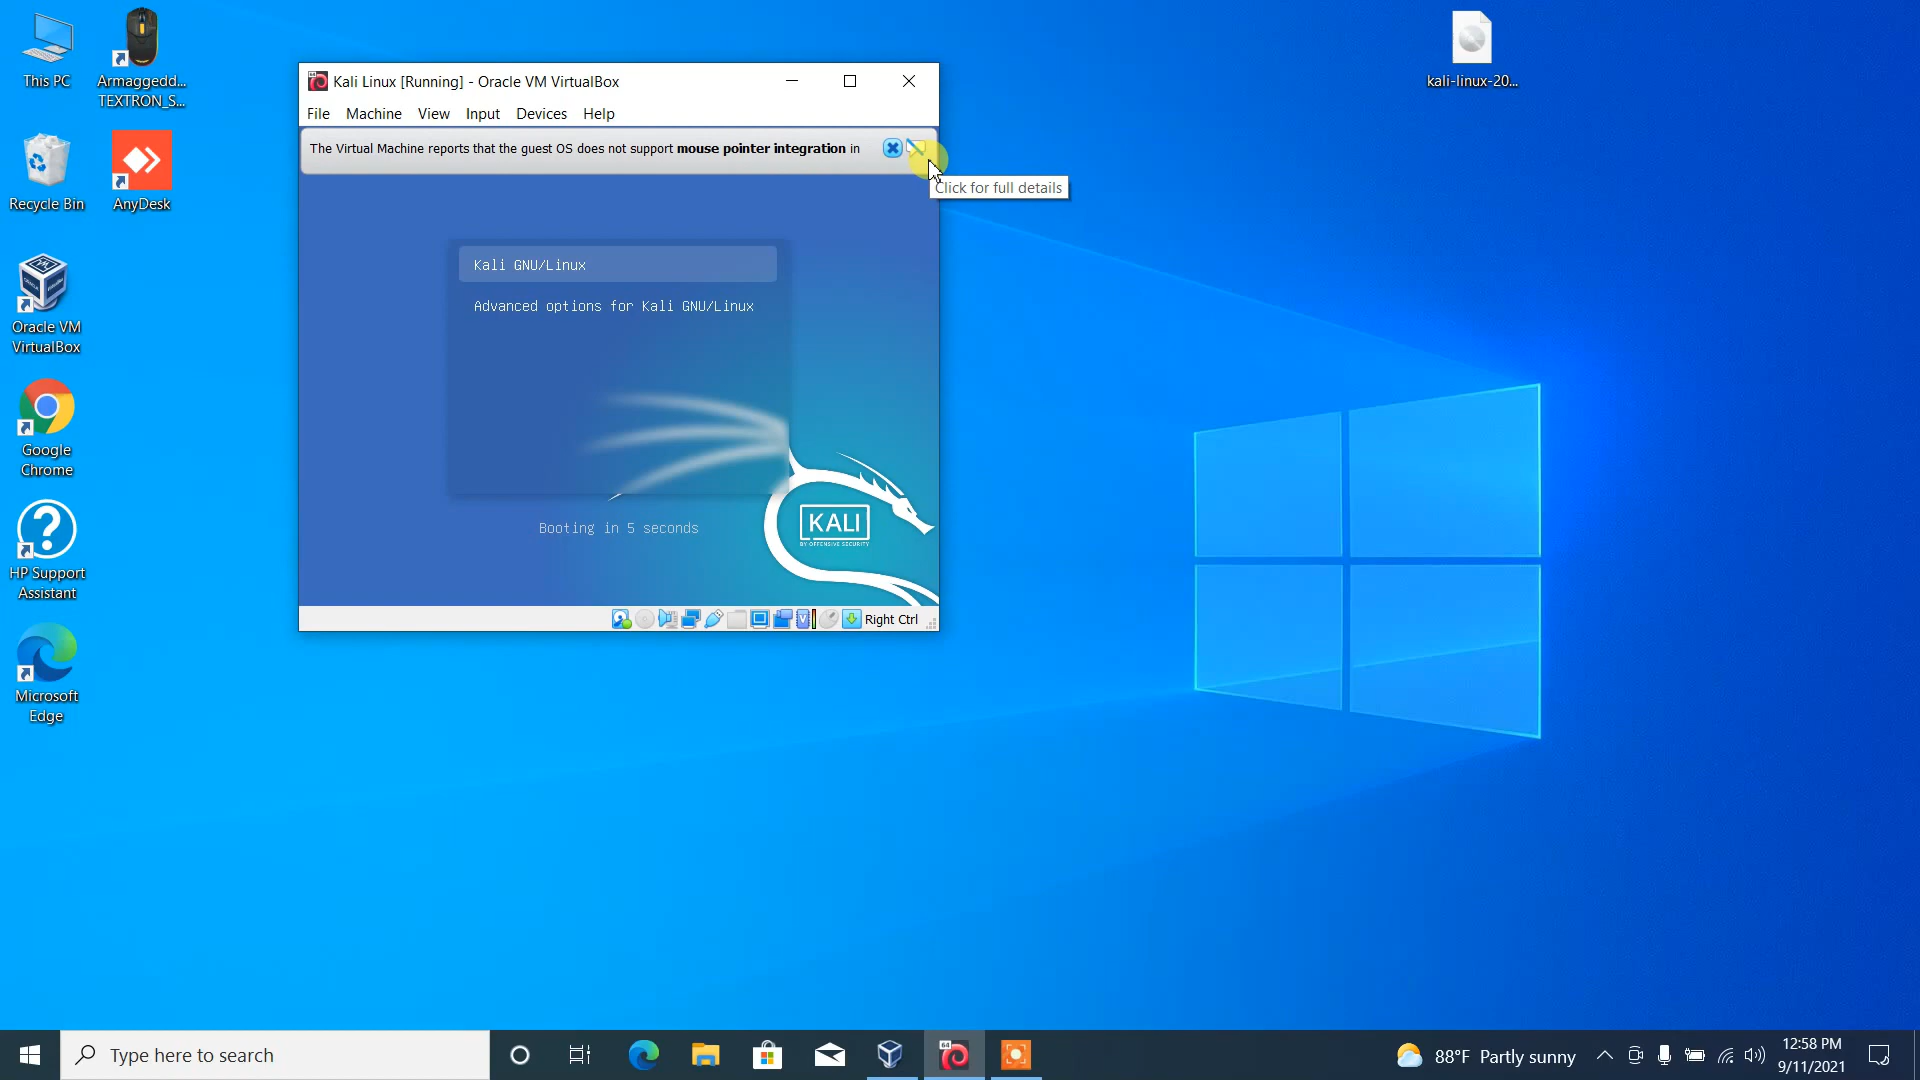 This PC
Armaggedd...
TEXTRON_S...
Recycle Bin
AnyDesk
Oracle VM
VirtualBox
Google
Chrome
HP Support
Assistant
Microsoft
Edge
kali-linux-20...
64
Kali Linux [Running] - Oracle VM VirtualBox
File Machine View Input Devices Help
The Virtual Machine reports that the guest OS does not support mouse pointer integration in
Click for full details
Kali GNU/Linux
Advanced options for Kali GNU/Linux
Booting in 5 seconds
KALI
BY OFFENSIVE SECURITY
Right Ctrl
Type here to search
64
88°F Partly sunny
12:58 PM
9/11/2021